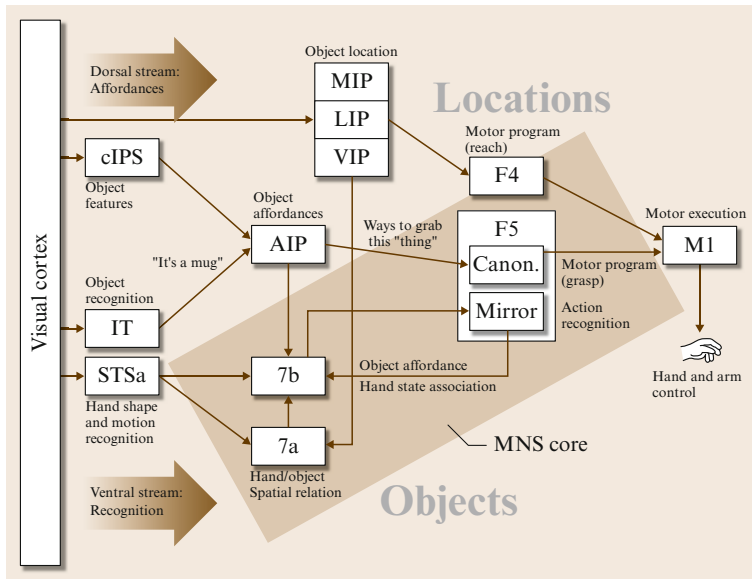 Visual cortex
Dorsal stream:
Affordances
Object location
MIP
LIP
VIP
Locations
Motor program
(reach)
F4
cIPS
Object
features
Object
affordances
AIP
Ways to grab
this "thing"
F5
Canon.
Motor program
(grasp)
Motor execution
M1
"It's a mug"
Object
recognition
IT
Mirror
Action
recognition
STSa
Hand shape
and motion
recognition
7b
Object affordance
Hand state association
Hand and arm
control
7a
Hand/object
Spatial relation
MNS core
Ventral stream:
Recognition
Objects